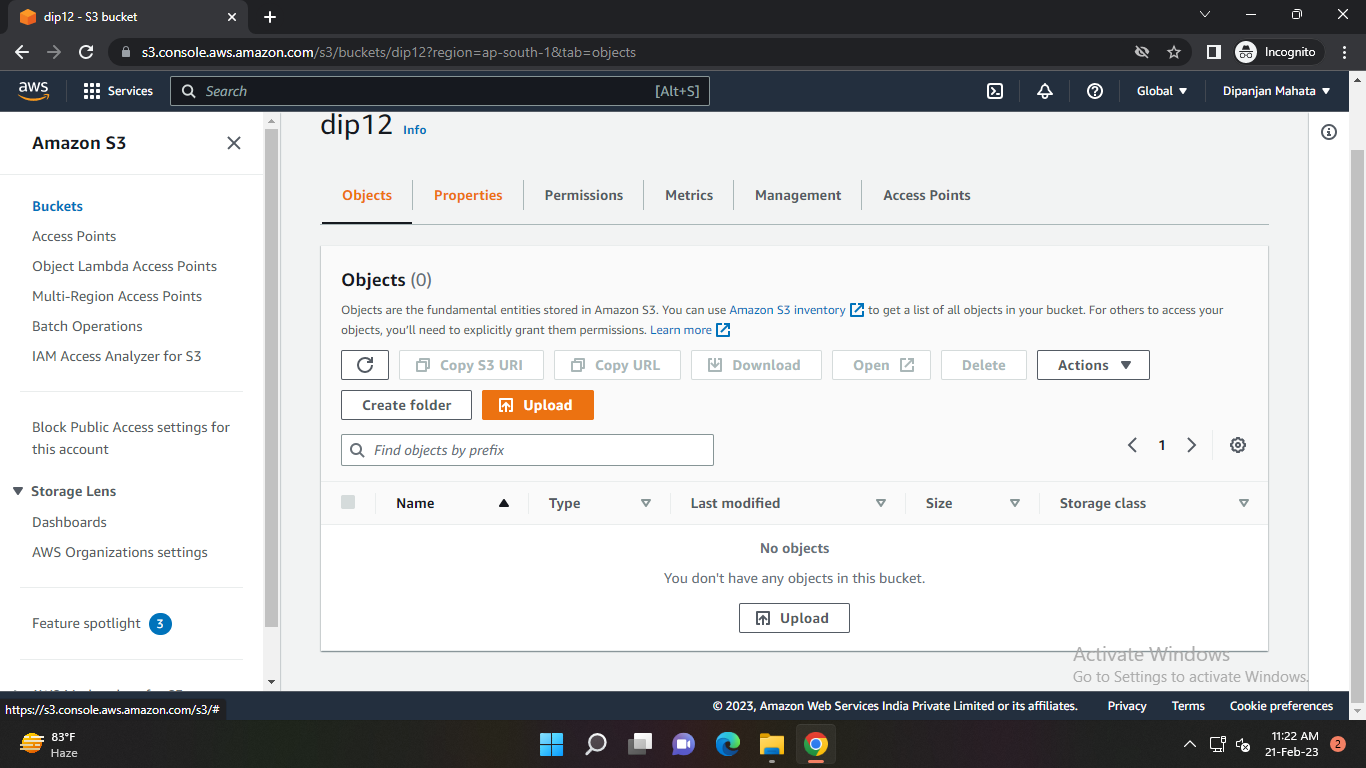 dip12 - S3 bucket
s3.console.aws.amazon.com/s3/buckets/dip12?region=ap-south-1&tab=objects
Incognito
aws
Services
Search
[Alt+S]
Global
Dipanjan Mahata
Amazon S3
Buckets
Access Points
Object Lambda Access Points
Multi-Region Access Points
Batch Operations
IAM Access Analyzer for S3
Block Public Access settings for
this account
Storage Lens
Dashboards
AWS Organizations settings
Feature spotlight 3
dip12 Info
Objects
Properties
Permissions
Metrics
Management
Access Points
Objects (0)
Objects are the fundamental entities stored in Amazon S3. You can use Amazon S3 inventory to get a list of all objects in your bucket. For others to access your
objects, you'll need to explicitly grant them permissions. Learn more
Copy S3 URI
Copy URL
Download
Open
Delete
Actions
Create folder
Upload
Find objects by prefix
1
Name
Type
Last modified
Size
Storage class
No objects
You don't have any objects in this bucket.
Upload
Activate Windows
Go to Settings to activate Windows.
https://s3.console.aws.amazon.com/s3/#
© 2023, Amazon Web Services India Private Limited or its affiliates.
Privacy
Terms
Cookie preferences
83°F
Haze
11:22 AM
21-Feb-23
2